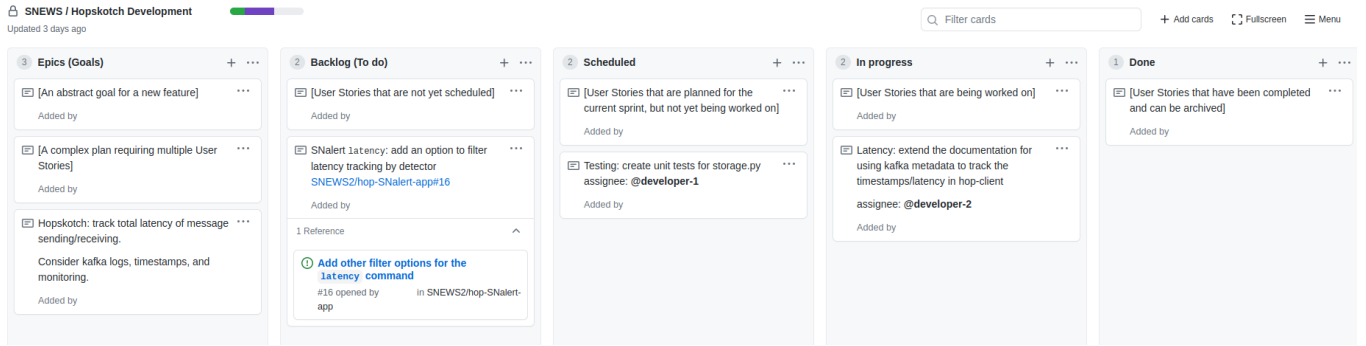 SNEWS / Hopskotch Development
Updated 3 days ago
Filter cards
Add cards
Fullscreen
Menu
3 Epics (Goals)
[An abstract goal for a new feature]
Added by
[A complex plan requiring multiple User
Stories]
Added by
Hopskotch: track total latency of message
sending/receiving.
Consider kafka logs, timestamps, and
monitoring.
Added by
2 Backlog (To do)
[User Stories that are not yet scheduled]
Added by
SNalert latency: add an option to filter
latency tracking by detector
SNEWS2/hop-SNalert-app#16
Added by
1 Reference
Add other filter options for the
latency command
#16 opened by in SNEWS2/hop-SNalert-
app
2 Scheduled
[User Stories that are planned for the
current sprint, but not yet being worked on]
Added by
Testing: create unit tests for storage.py
assignee: @developer-1
Added by
2 In progress
[User Stories that are being worked on]
Added by
Latency: extend the documentation for
using kafka metadata to track the
timestamps/latency in hop-client
assignee: @developer-2
Added by
1 Done
[User Stories that have been completed
and can be archived]
Added by